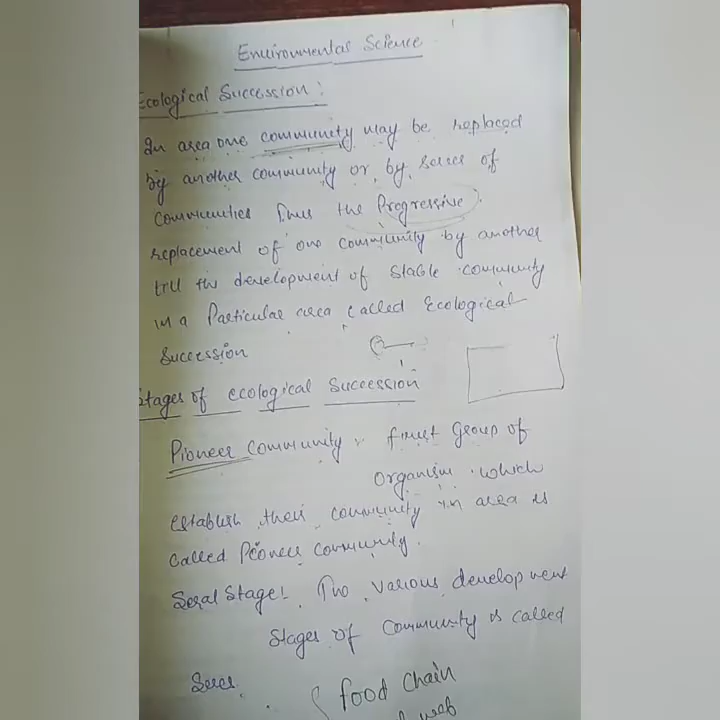 Environmental Science
Ecological Succession:
In area one community may be replaced
by another community or by series of
communities Thus the Progressive
replacement of one community by another
till the development of stable community
in a Particular area called Ecological
Succession
Stages of ecological Succession
Pioneer Community: first Group of
Organism which
establish their community in area is
called Pioneer community.
Seral Stage:- The various development
Stages of community is called
Seres
food chain
web